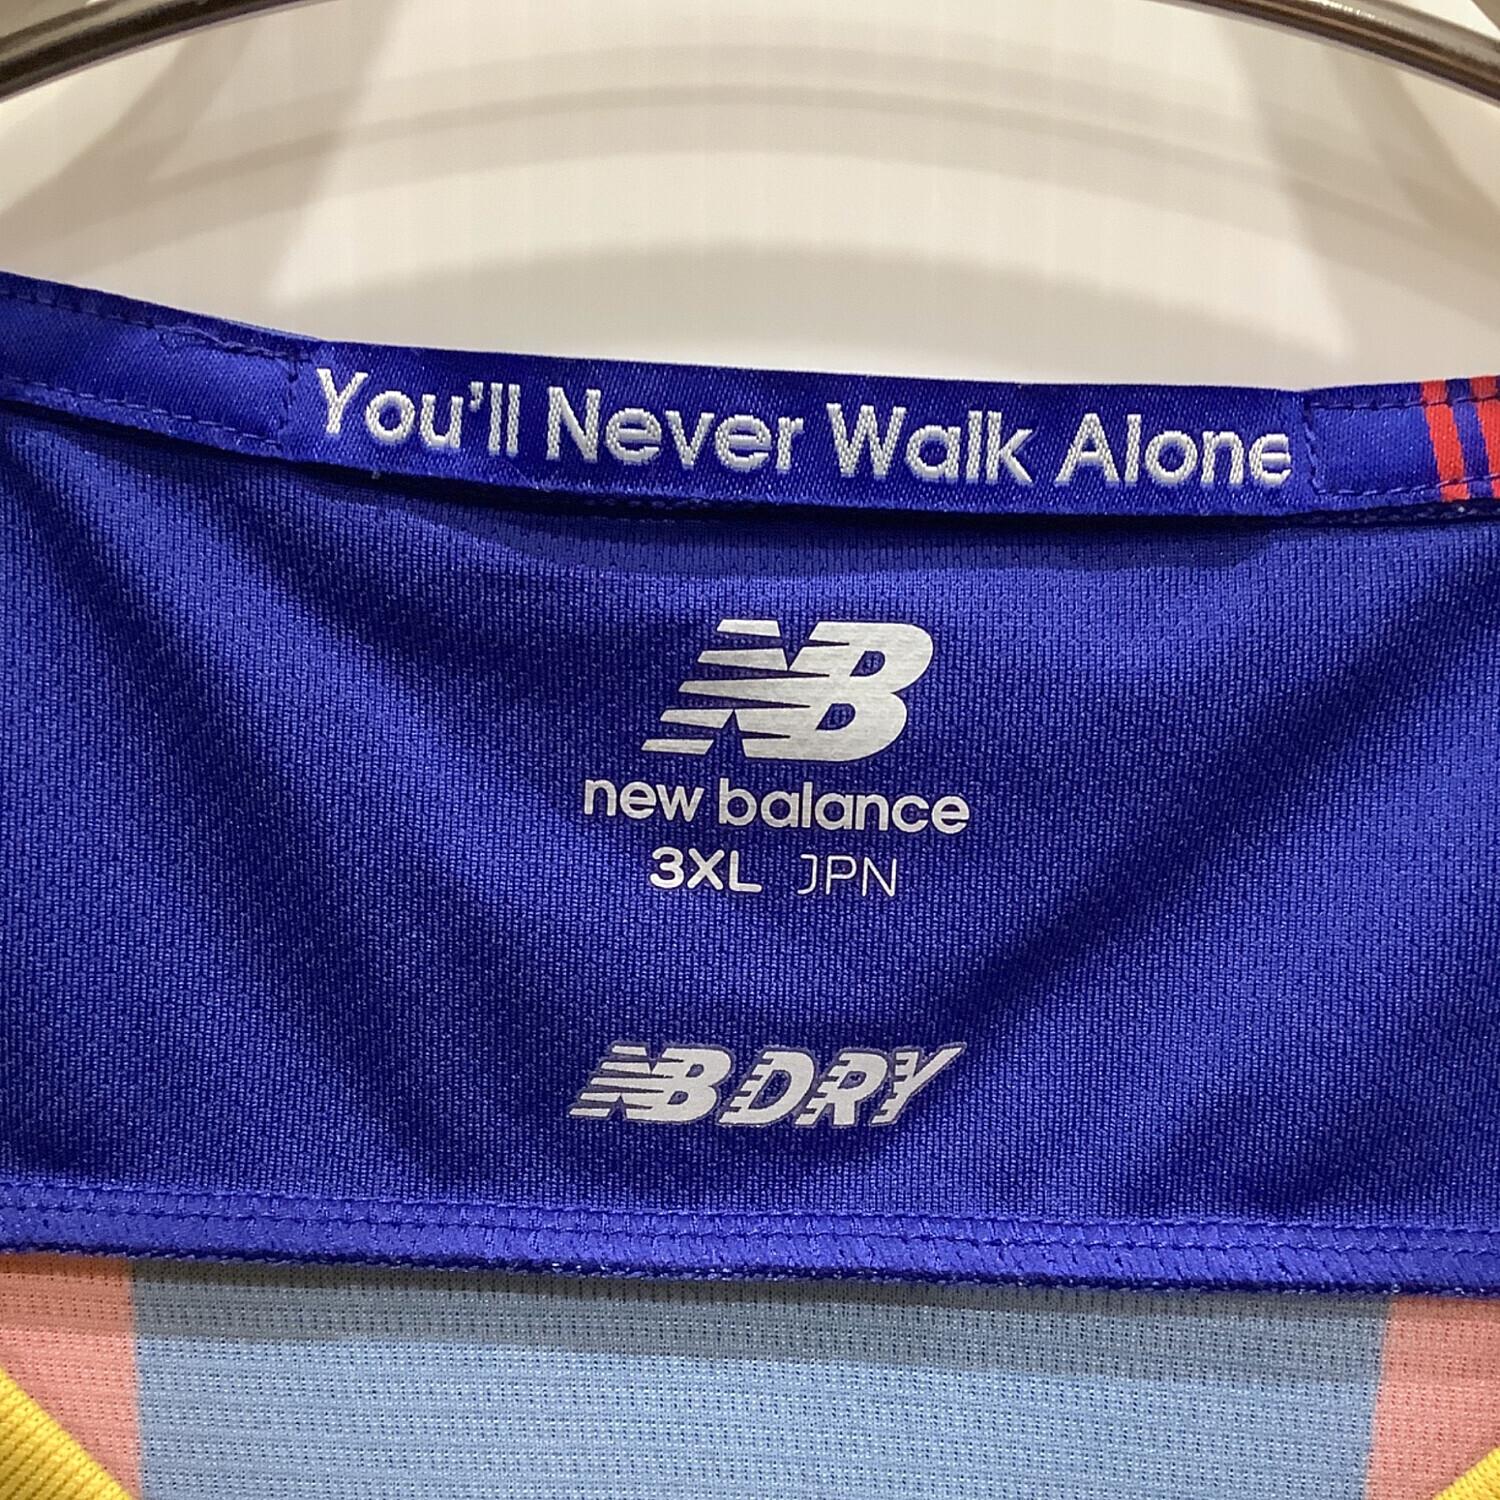 You'll Never Walk Alone
NB
new balance
3XL JPN
NB DRY